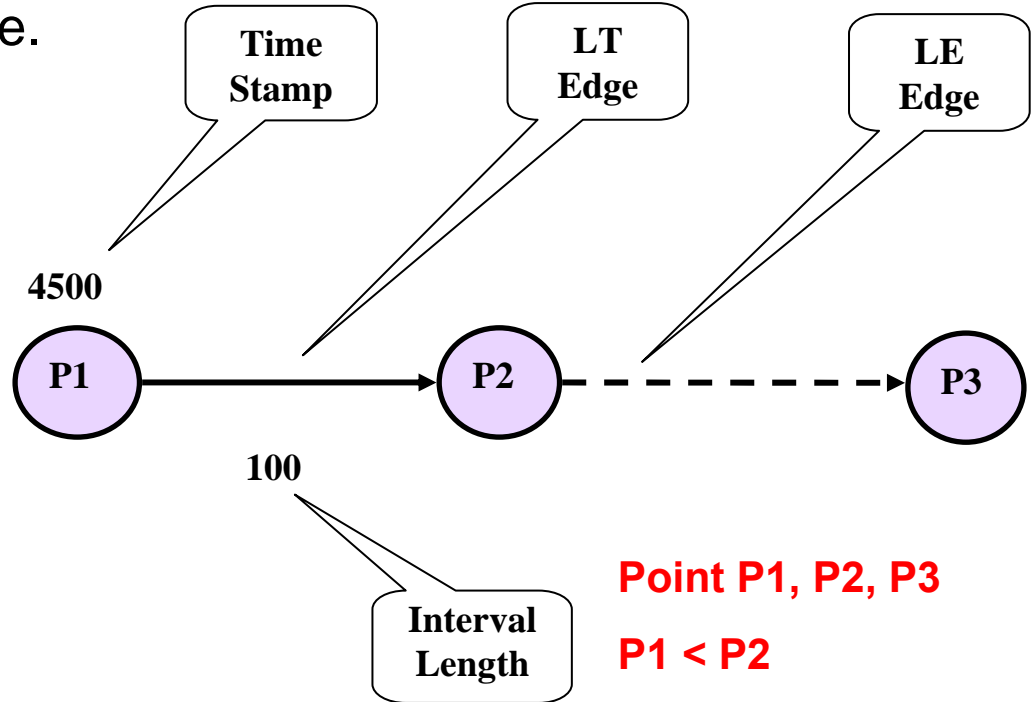 e.
Time
Stamp
LT
Edge
LE
Edge
4500
P1
P2
P3
100
Interval
Length
Point P1, P2, P3
P1 < P2